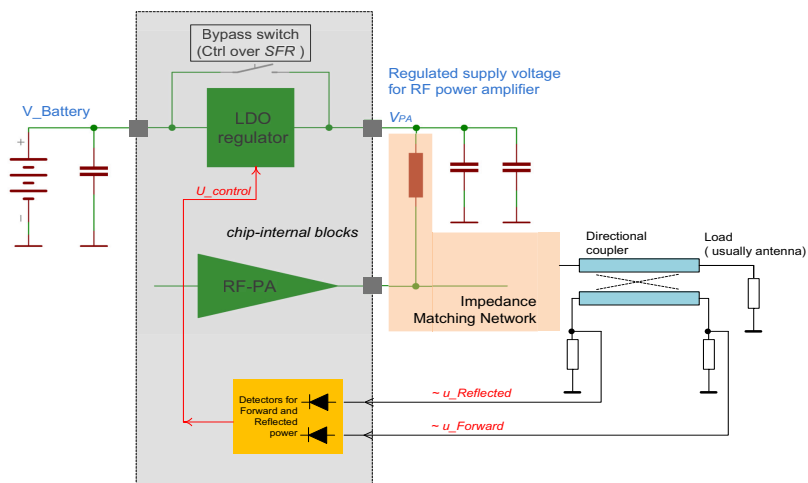 Bypass switch
(Ctrl over SFR )
V_Battery
LDO
regulator
Regulated supply voltage
for RF power amplifier
VPA
+
–
U_control
chip-internal blocks
RF-PA
Impedance
Matching Network
Directional
coupler
Load
( usually antenna)
Detectors for
Forward and
Reflected
power
~ u_Reflected
~ u_Forward